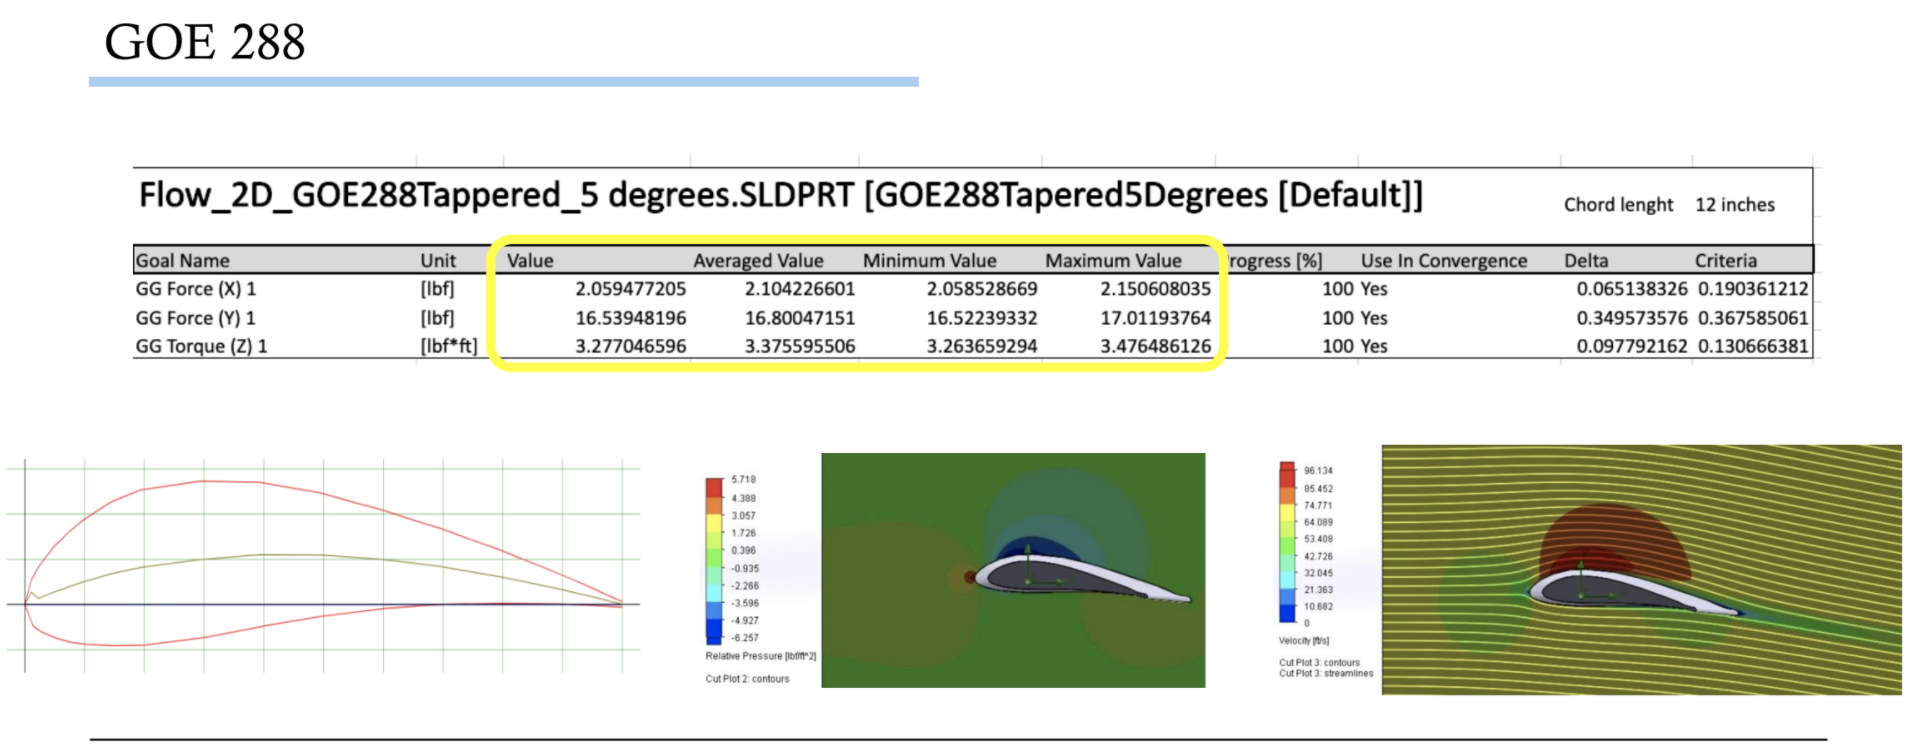 GOE 288
Flow_2D_GOE288Tappered_5 degrees.SLDPRT [GOE288Tapered5Degrees [Default]] Chord lenght 12 inches
Goal Name Unit Value Averaged Value Minimum Value Maximum Value rogress [%] Use In Convergence Delta Criteria
GG Force (X) 1 [lbf] 2.059477205 2.104226601 2.058528669 2.150608035 100 Yes 0.065138326 0.190361212
GG Force (Y) 1 [lbf] 16.53948196 16.80047151 16.52239332 17.01193764 100 Yes 0.349573576 0.367585061
GG Torque (Z) 1 [lbf*ft] 3.277046596 3.375595506 3.263659294 3.476486126 100 Yes 0.097792162 0.130666381
5.718
4.388
3.057
1.726
0.396
-0.935
-2.266
-3.596
-4.927
-6.257
Relative Pressure [lbf/ft^2]
Cut Plot 2: contours
96.134
85.452
74.771
64.089
53.408
42.726
32.045
21.363
10.682
0
Velocity [ft/s]
Cut Plot 3: contours
Cut Plot 3: streamlines